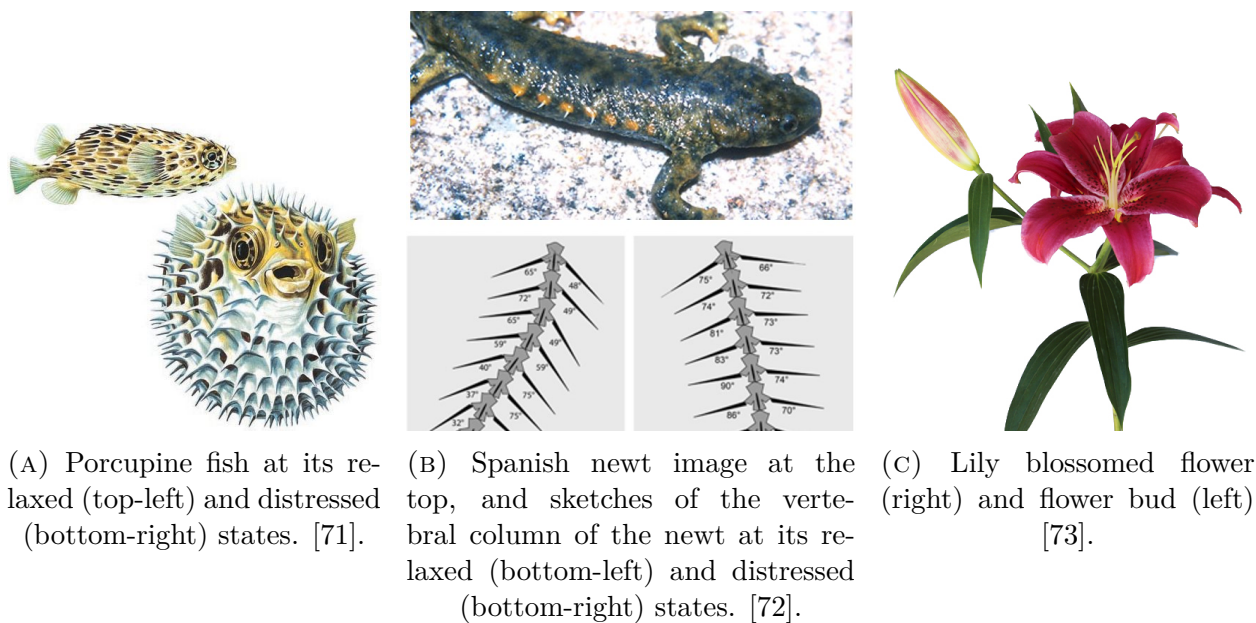 65°
48°
72°
49°
65°
49°
59°
59°
40°
75°
37°
75°
32°
75°
66°
74°
72°
81°
73°
83°
73°
90°
74°
86°
70°
(A) Porcupine fish at its re-
laxed (top-left) and distressed
(bottom-right) states. [71].
(B) Spanish newt image at the
top, and sketches of the verte-
bral column of the newt at its re-
laxed (bottom-left) and distressed
(bottom-right) states. [72].
(C) Lily blossomed flower
(right) and flower bud (left)
[73].